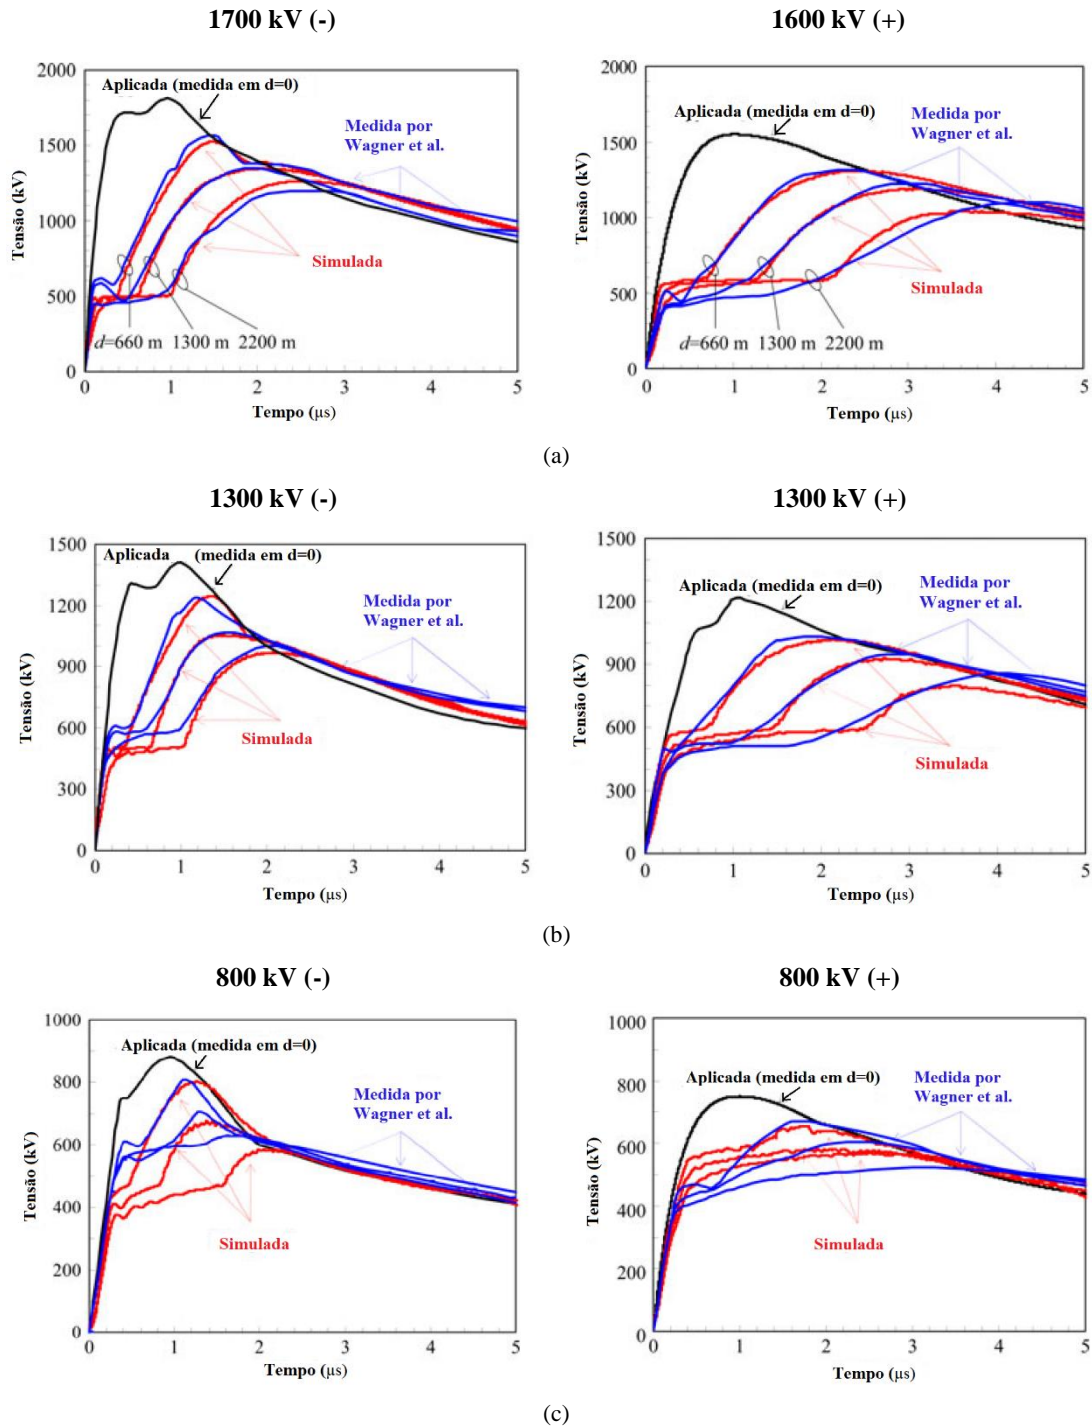 1700 kV (-)
1600 kV (+)
2000
1500
1000
500
0
Tensão (kV)
Aplicada (medida em d=0)
Medida por
Wagner et al.
Simulada
d=660 m 1300 m 2200 m
0 1 2 3 4 5
Tempo (µs)
2000
1500
1000
500
0
Tensão (kV)
Aplicada (medida em d=0)
Medida por
Wagner et al.
Simulada
d=660 m 1300 m 2200 m
0 1 2 3 4 5
Tempo (µs)
(a)
1300 kV (-)
1300 kV (+)
1500
1200
900
600
300
0
Tensão (kV)
Aplicada (medida em d=0)
Medida por
Wagner et al.
Simulada
0 1 2 3 4 5
Tempo (µs)
1500
1200
900
600
300
0
Tensão (kV)
Aplicada (medida em d=0)
Medida por
Wagner et al.
Simulada
0 1 2 3 4 5
Tempo (µs)
(b)
800 kV (-)
800 kV (+)
1000
800
600
400
200
0
Tensão (kV)
Aplicada (medida em d=0)
Medida por
Wagner et al.
Simulada
0 1 2 3 4 5
Tempo (µs)
1000
800
600
400
200
0
Tensão (kV)
Aplicada (medida em d=0)
Medida por
Wagner et al.
Simulada
0 1 2 3 4 5
Tempo (µs)
(c)